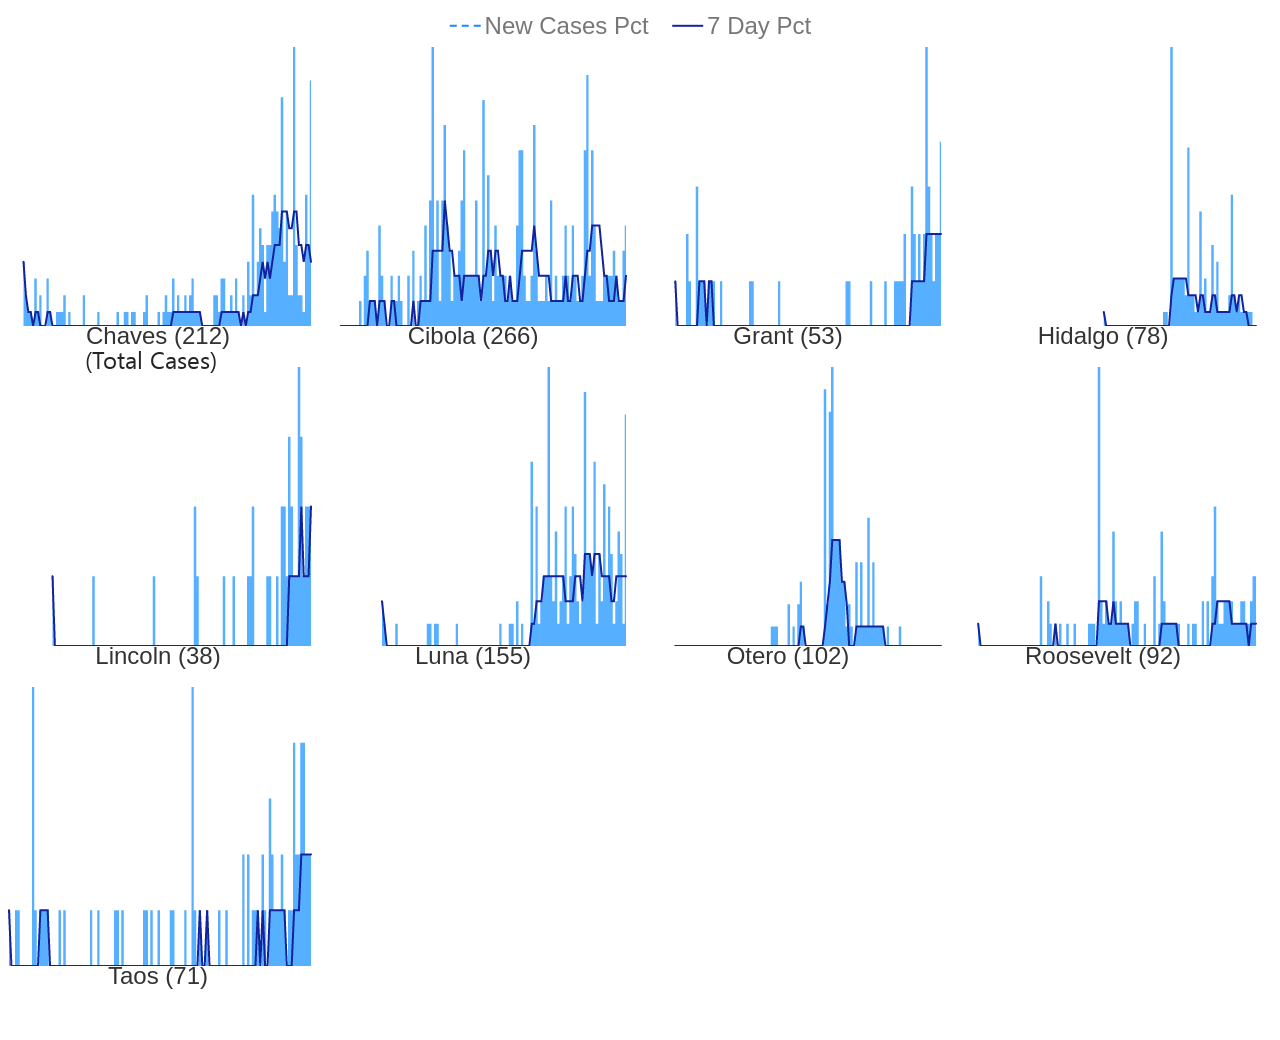 New Cases Pct 7 Day Pct
Chaves (212) Cibola (266) Grant (53) Hidalgo (78)
(Total Cases)
Lincoln (38) Luna (155) Otero (102) Roosevelt (92)
Taos (71)